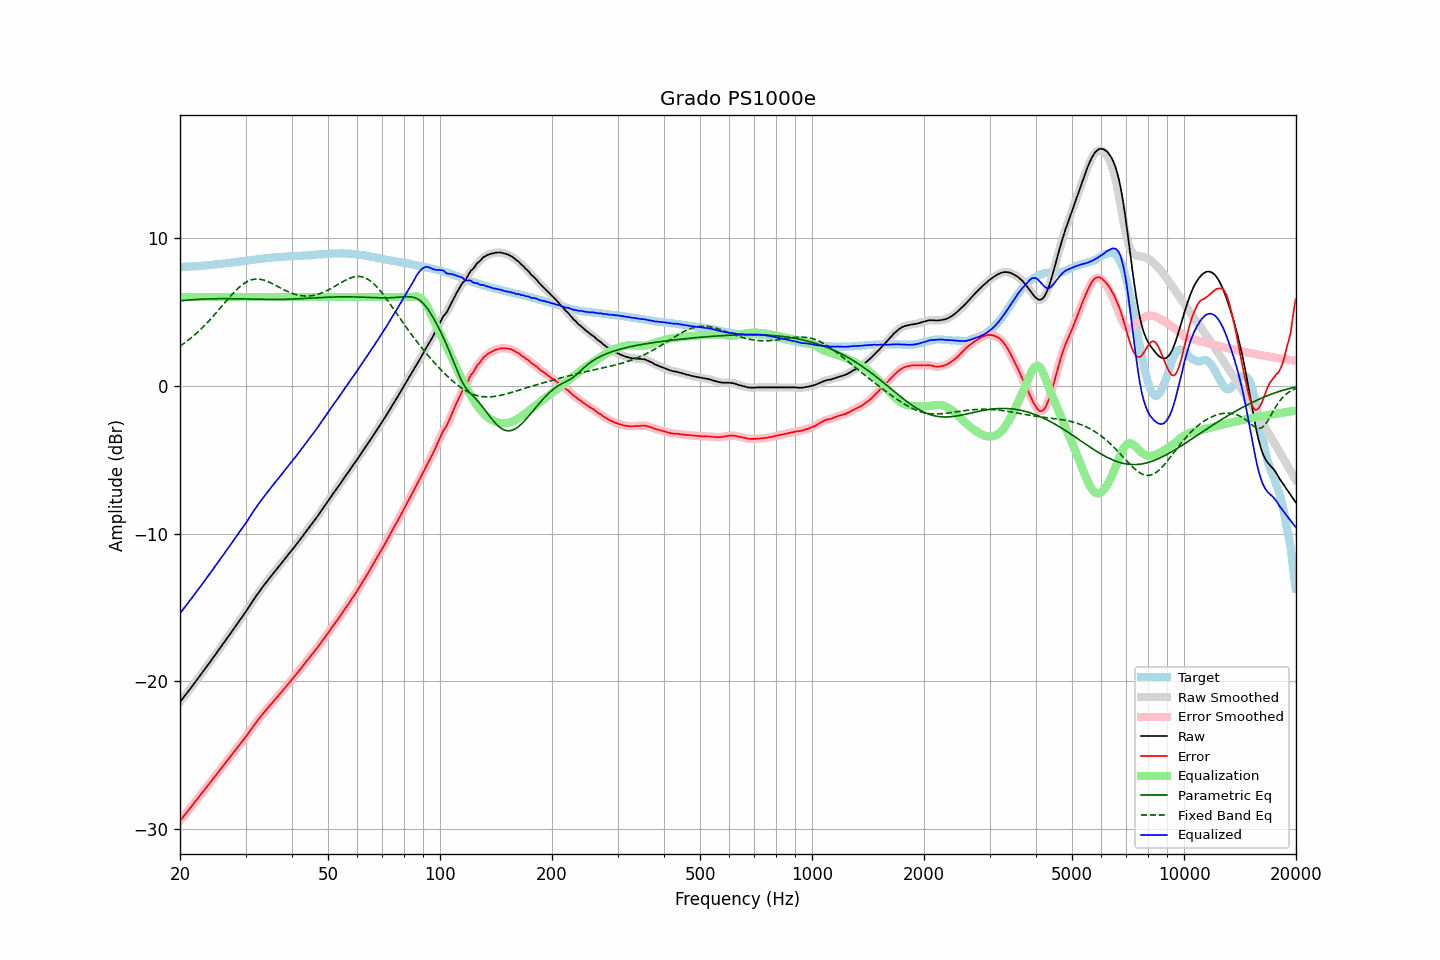 Grado PS1000e
Amplitude (dBr)
10
0
−10
−20
−30
20
50
100
200
500
1000
2000
5000
10000
20000
Frequency (Hz)
Target
Raw Smoothed
Error Smoothed
Raw
Error
Equalization
Parametric Eq
Fixed Band Eq
Equalized